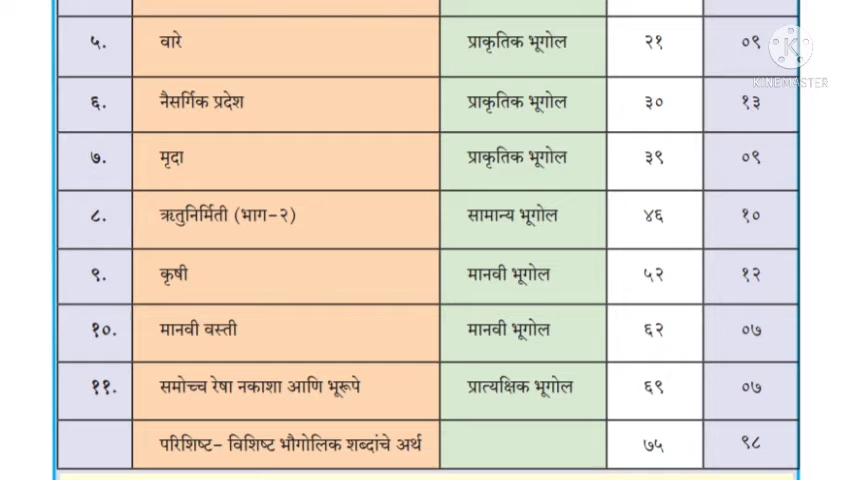 ५. वारे प्राकृतिक भूगोल २१ ०९
KINEMASTER
६. नैसर्गिक प्रदेश प्राकृतिक भूगोल ३० १३
७. मृदा प्राकृतिक भूगोल ३९ ०९
८. ऋतुनिर्मिती (भाग-२) सामान्य भूगोल ४६ १०
९. कृषी मानवी भूगोल ५२ १२
१०. मानवी वस्ती मानवी भूगोल ६२ ०७
११. समोच्च रेषा नकाशा आणि भूरूपे प्रात्यक्षिक भूगोल ६९ ०७
परिशिष्ट- विशिष्ट भौगोलिक शब्दांचे अर्थ ७५ ९८